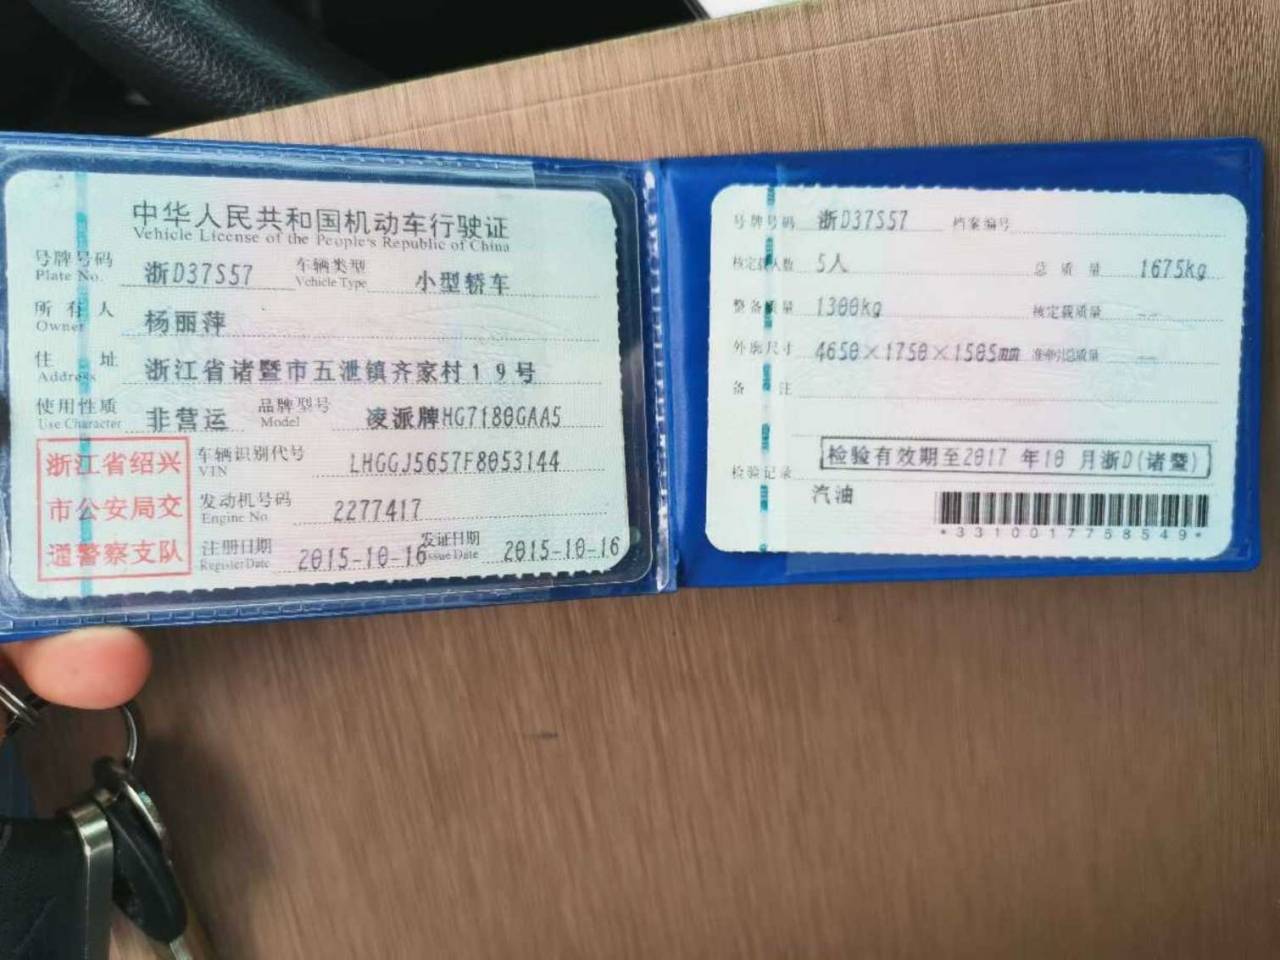 中华人民共和国机动车行驶证
Vehicle License of the People's Republic of China
号牌号码 浙D37S57 车辆类型 小型轿车
Plate No. Vehicle Type
所有人 杨丽萍
Owner
住址 浙江省诸暨市五泄镇齐家村19号
Address
使用性质 非营运 品牌型号 凌派牌HG7180GAA5
Use Character Model
浙江省绍兴
市公安局交
通警察支队
车辆识别代号 LHGGJ5657F8053144
VIN
发动机号码 2277417
Engine No.
注册日期 2015-10-16 发证日期 2015-10-16
Register Date Issue Date
号牌号码 浙D37S57 档案编号
核定载人数 5人 总质量 1675kg
整备质量 1300kg 核定载质量 --
外廓尺寸 4650×1750×1505mm 准牵引总质量 --
备注
检验有效期至2017 年10 月浙D(诸暨)
检验记录
汽油
*3310017758549*